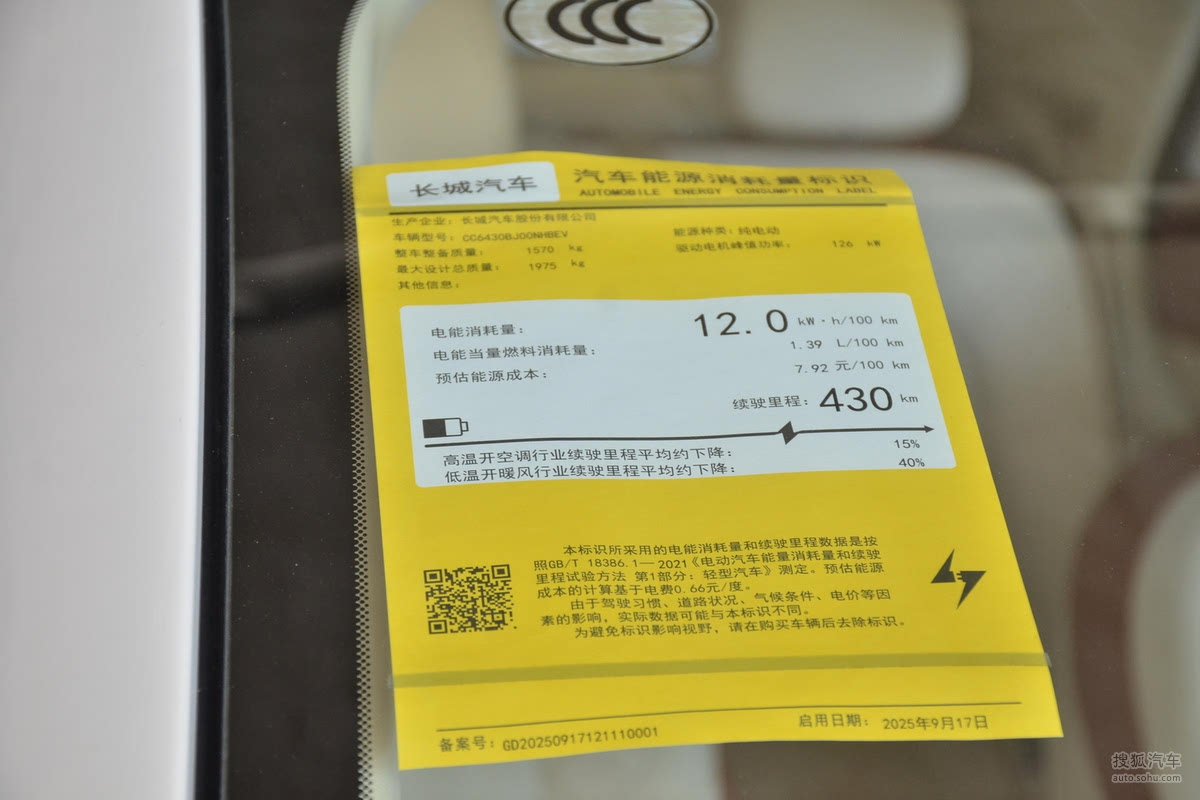 CCC
长城汽车
汽车能源消耗量标识
AUTOMOBILE ENERGY CONSUMPTION LABEL
生产企业：长城汽车股份有限公司
车辆型号：CC6430BJ00NHBEV 能源种类：纯电动
整车整备质量： 1570 kg 驱动电机峰值功率： 126 kW
最大设计总质量： 1975 kg
其他信息：
电能消耗量： 12.0 kW·h/100 km
电能当量燃料消耗量： 1.39 L/100 km
预估能源成本： 7.92 元/100 km
续驶里程： 430 km
高温开空调行业续驶里程平均约下降： 15%
低温开暖风行业续驶里程平均约下降： 40%
本标识所采用的电能消耗量和续驶里程数据是按
照GB/T 18386.1—2021《电动汽车能量消耗量和续驶
里程试验方法 第1部分：轻型汽车》测定。预估能源
成本的计算基于电费0.66元/度。
由于驾驶习惯、道路状况、气候条件、电价等因
素的影响，实际数据可能与本标识不同。
为避免标识影响视野，请在购买车辆后去除标识。
备案号：GD20250917121110001 启用日期： 2025年9月17日
搜狐汽车
auto.sohu.com